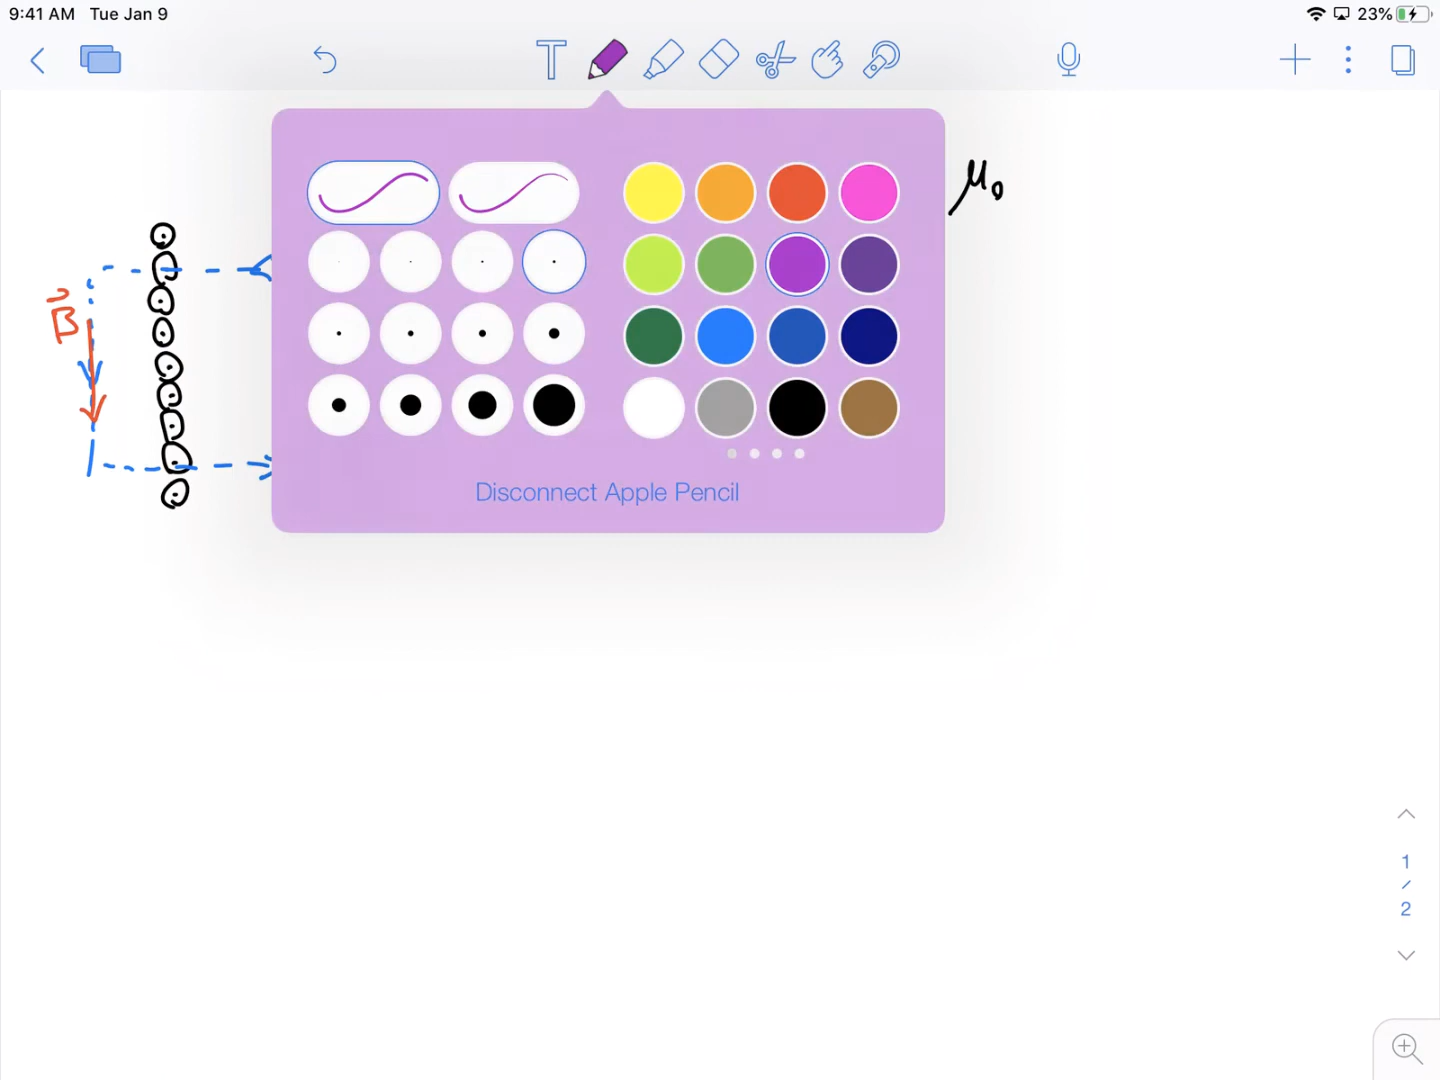 9:41 AM Tue Jan 9
23%
T
μ₀
B⃗
Disconnect Apple Pencil
1
/
2